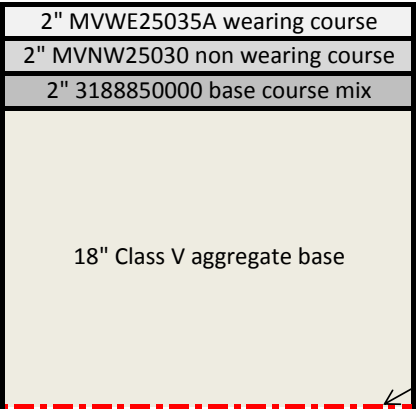 2" MVWE25035A wearing course
2" MVNW25030 non wearing course
2" 3188850000 base course mix
18" Class V aggregate base